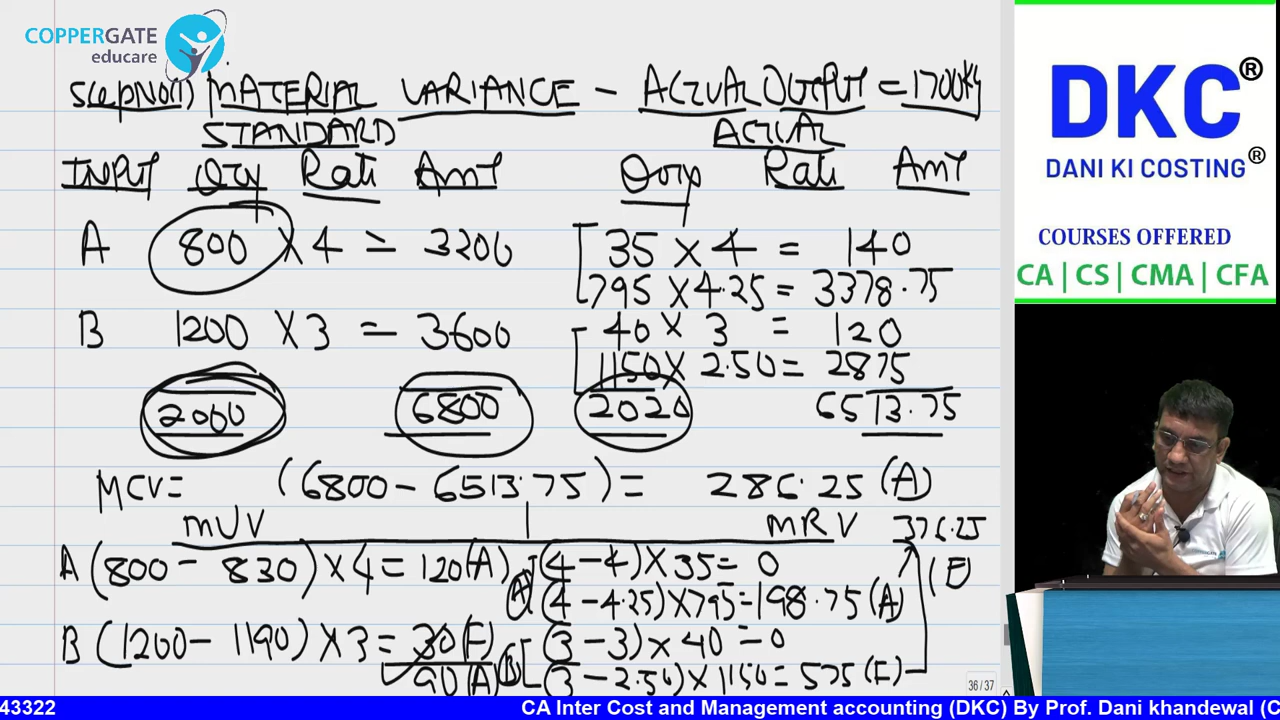 COPPERGATE
educare
Step No(1) MATERIAL VARIANCE - ACTUAL OUTPUT = 1700Kg
STANDARD ACTUAL
INPUT Qty Rate Amt Qty Rate Amt
A 800 X 4 = 3200 35 X 4 = 140
795 X 4.25 = 3378.75
B 1200 X 3 = 3600 40 X 3 = 120
1150 X 2.50 = 2875
2000 6800 2020 6513.75
MCV = (6800 - 6513.75) = 286.25 (A)
MUV MRV 376.25
A (800 - 830) X 4 = 120 (A) A (4 - 4) X 35 = 0 (F)
(4 - 4.25) X 795 = 198.75 (A)
B (1200 - 1190) X 3 = 30 (F) B (3 - 3) X 40 = 0
90 (A) (3 - 2.50) X 1150 = 575 (F)
36 / 37
DKC®
DANI KI COSTING®
COURSES OFFERED
CA | CS | CMA | CFA
43322 CA Inter Cost and Management accounting (DKC) By Prof. Dani khandewal (C